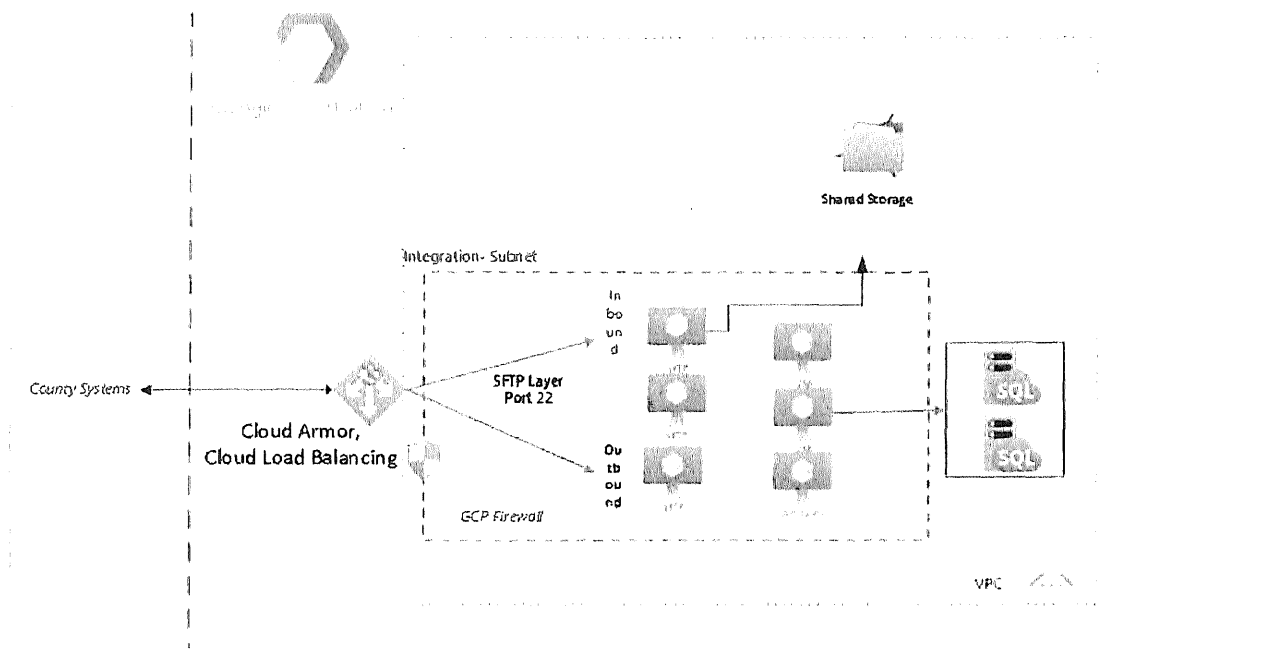 Shared Storage
Integration- Subnet
In
bo
un
d
County Systems
SFTP Layer
Port 22
Cloud Armor,
Cloud Load Balancing
SQL
SQL
Ou
tb
ou
nd
GCP Firewall
VPC